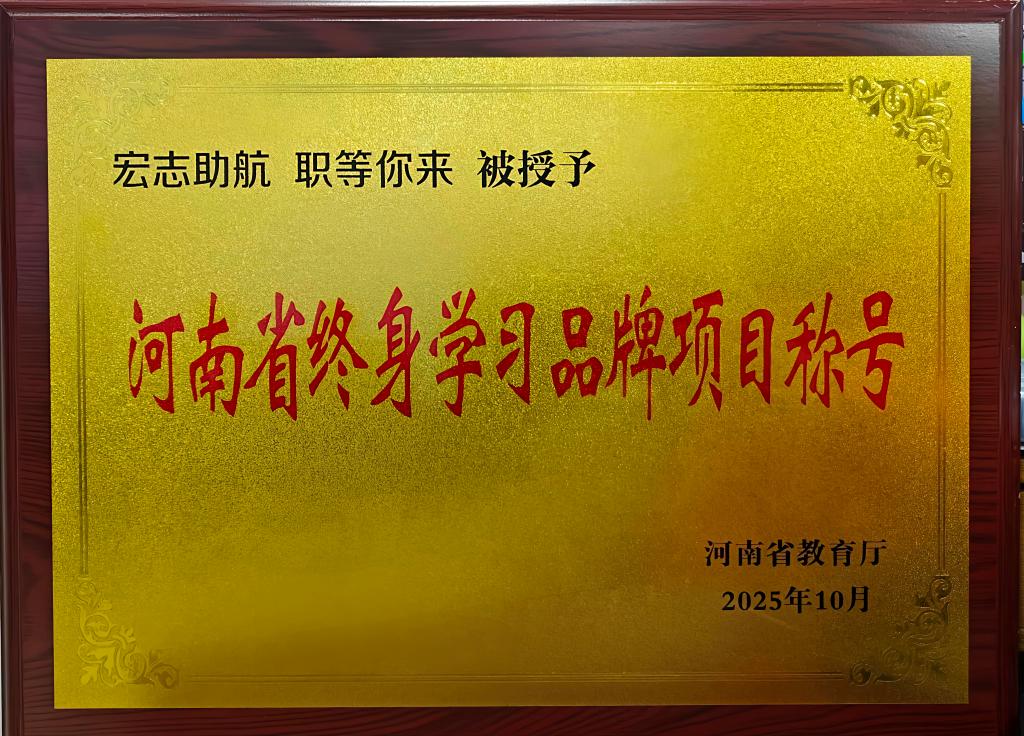 宏志助航 职等你来 被授予
河南省终身学习品牌项目称号
河南省教育厅
2025年10月